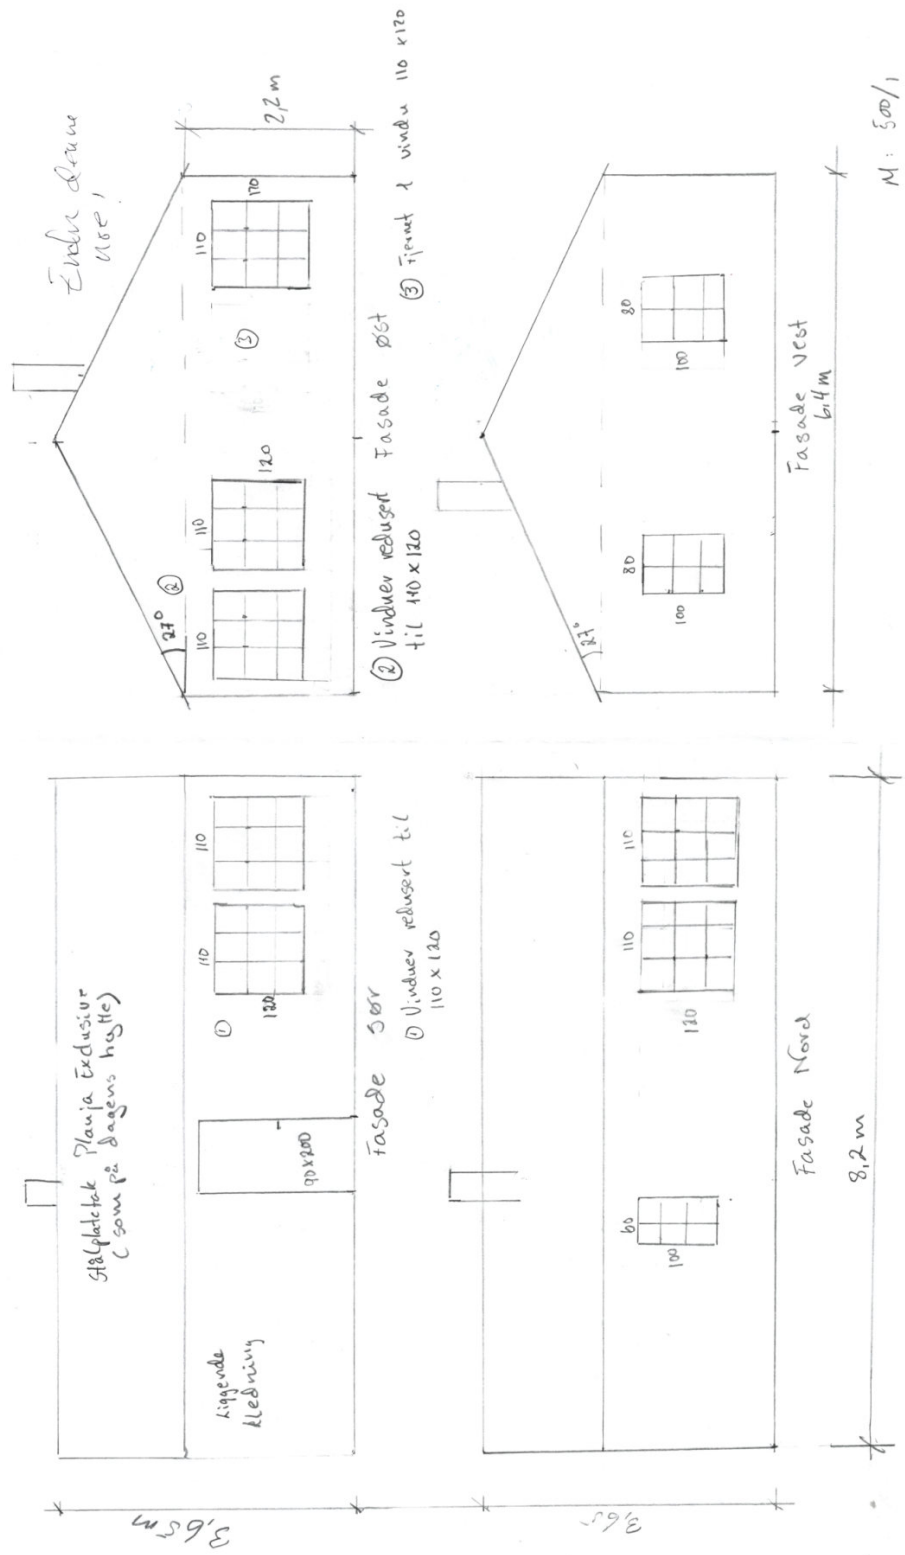 Stålplatetak Planja Exclusive
(som på dagens hytte)
Liggende
kledning
90x200
①
110
110
120
Fasade sør
① Vinduer redusert til
110 x 120
3,65 m
27°
②
110
110
120
③
110
120
2,2 m
Fasade øst
② Vinduer redusert
til 110 x 120
③ Fjernet 1 vindu 110 x 120
60
100
110
110
120
Fasade Nord
8,2 m
3,65
27°
80
100
80
100
Fasade Vest
6,4 m
M: 500/1